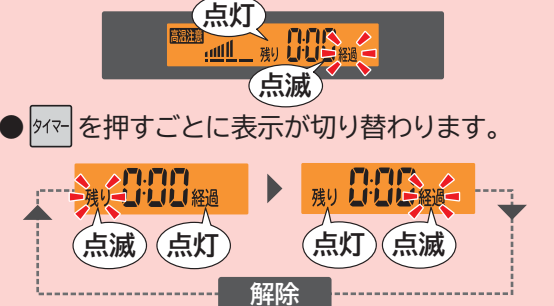 点灯
高温注意 残り 0:00 経過
点滅
● タイマー を押すごとに表示が切り替わります。
残り 0:00 経過 残り 0:00 経過
点滅 点灯 点灯 点滅
解除